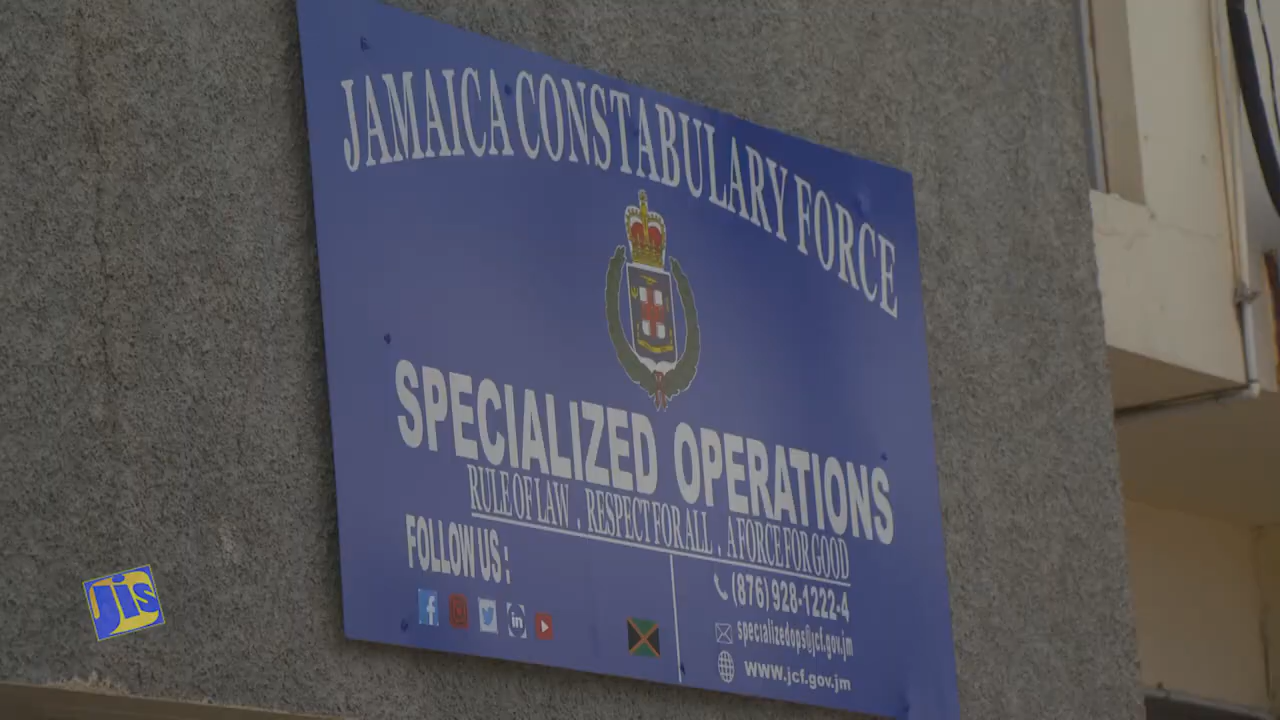 JAMAICA CONSTABULARY FORCE
SPECIALIZED OPERATIONS
RULE OF LAW . RESPECT FOR ALL . A FORCE FOR GOOD
FOLLOW US :
(876) 928-1222-4
specializedops@jcf.gov.jm
www.jcf.gov.jm
jis